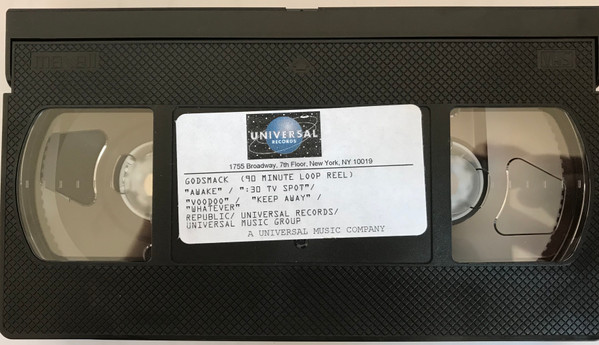 maxell
UNIVERSAL
RECORDS
1755 Broadway, 7th Floor, New York, NY 10019
GODSMACK (90 MINUTE LOOP REEL)
"AWAKE" / ":30 TV SPOT"/
"VOODOO" / "KEEP AWAY" /
"WHATEVER"
REPUBLIC/ UNIVERSAL RECORDS/
UNIVERSAL MUSIC GROUP
A UNIVERSAL MUSIC COMPANY